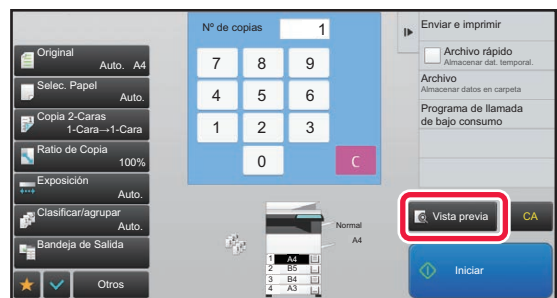 Original
Auto. A4
Selec. Papel
Auto.
Copia 2-Caras
1-Cara→1-Cara
Ratio de Copia
100%
Exposición
Auto.
Clasificar/agrupar
Auto.
Bandeja de Salida
Otros
Nº de copias 1
7 8 9
4 5 6
1 2 3
0 C
Normal
A4
1 A4
2 B5
3 B4
4 A3
Enviar e imprimir
Archivo rápido
Almacenar dat. temporal.
Archivo
Almacenar datos en carpeta
Programa de llamada
de bajo consumo
Vista previa CA
Iniciar